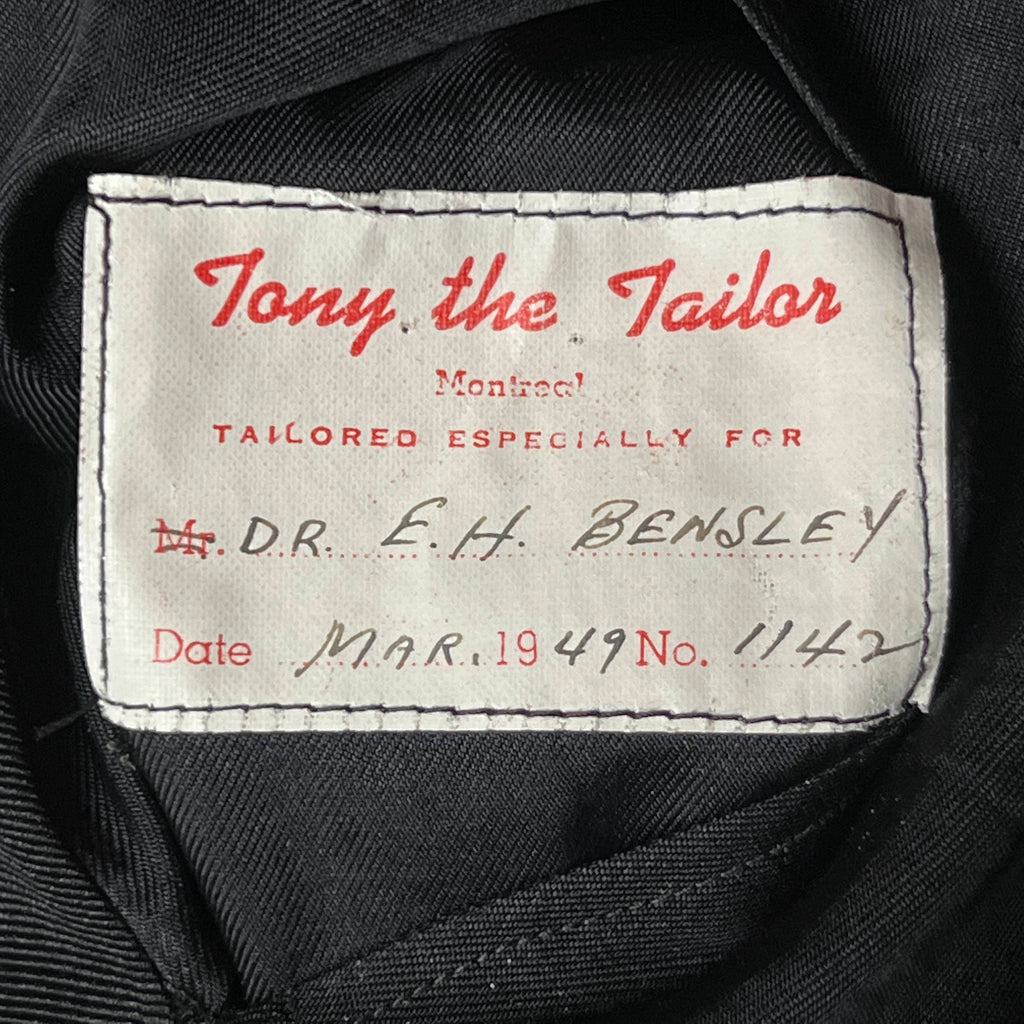 Tony the Tailor
Montreal
TAILORED ESPECIALLY FOR
Mr. DR. E. H. BENSLEY
Date MAR. 1949 No. 1142